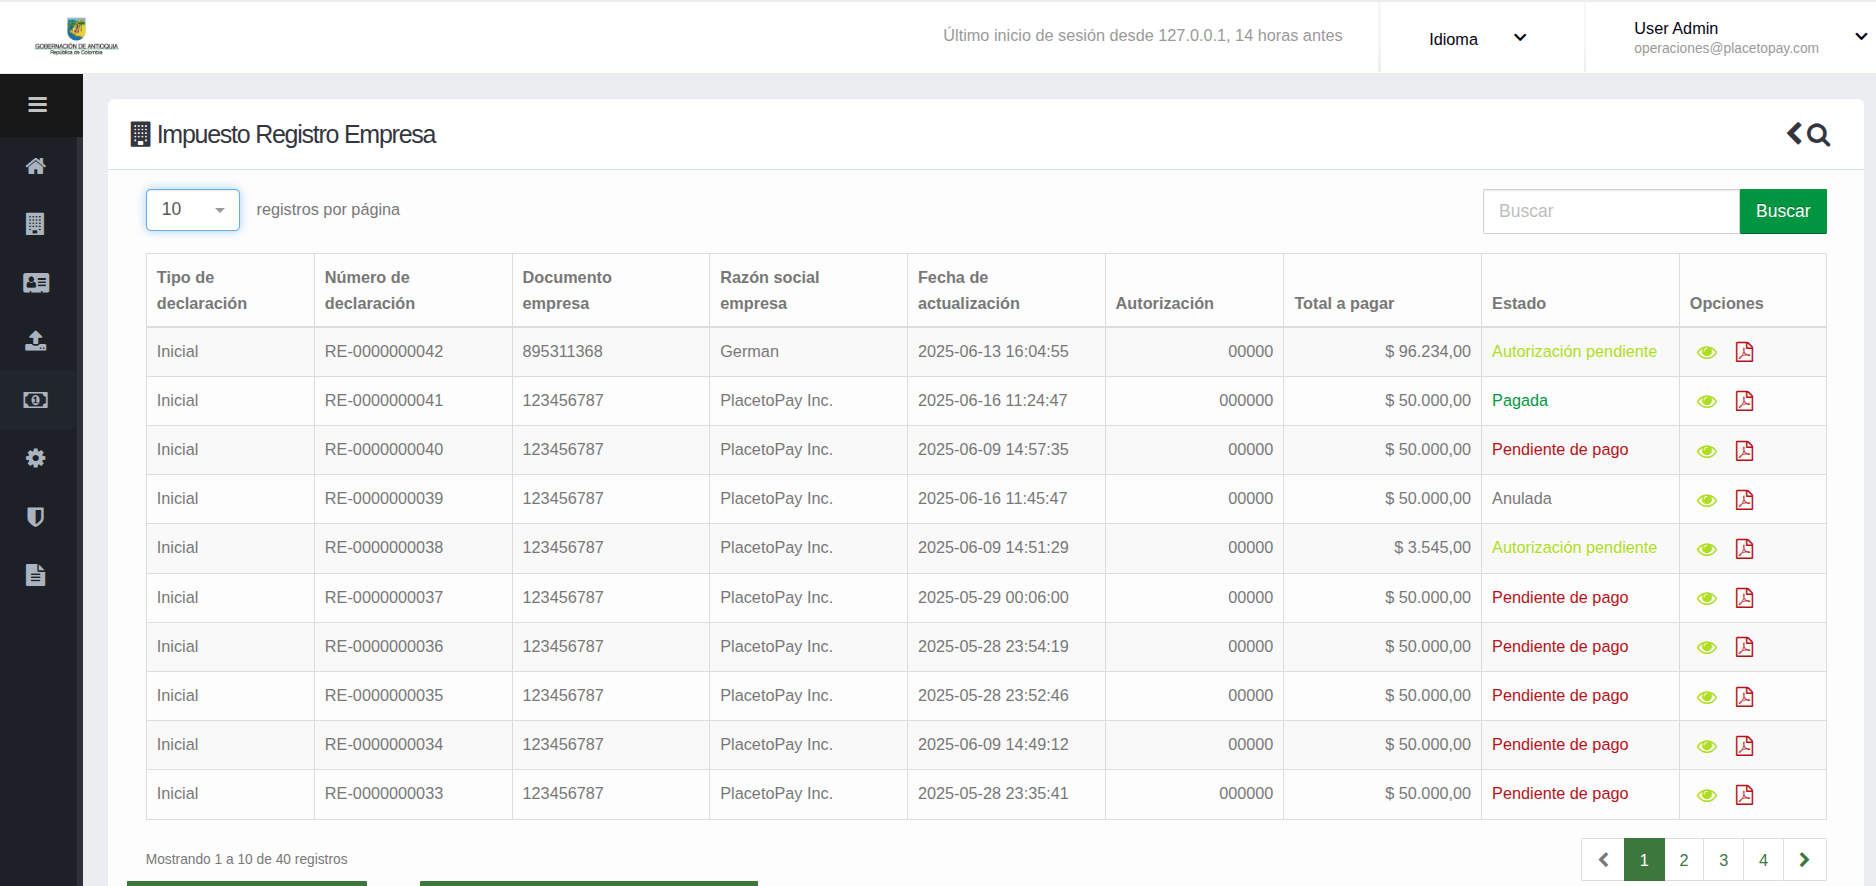 GOBERNACIÓN DE ANTIOQUIA
República de Colombia
Último inicio de sesión desde 127.0.0.1, 14 horas antes
Idioma
User Admin
operaciones@placetopay.com
Impuesto Registro Empresa
10 registros por página
Buscar Buscar
Tipo de declaración Número de declaración Documento empresa Razón social empresa Fecha de actualización Autorización Total a pagar Estado Opciones
Inicial RE-0000000042 895311368 German 2025-06-13 16:04:55 00000 $ 96.234,00 Autorización pendiente
Inicial RE-0000000041 123456787 PlacetoPay Inc. 2025-06-16 11:24:47 000000 $ 50.000,00 Pagada
Inicial RE-0000000040 123456787 PlacetoPay Inc. 2025-06-09 14:57:35 00000 $ 50.000,00 Pendiente de pago
Inicial RE-0000000039 123456787 PlacetoPay Inc. 2025-06-16 11:45:47 00000 $ 50.000,00 Anulada
Inicial RE-0000000038 123456787 PlacetoPay Inc. 2025-06-09 14:51:29 00000 $ 3.545,00 Autorización pendiente
Inicial RE-0000000037 123456787 PlacetoPay Inc. 2025-05-29 00:06:00 00000 $ 50.000,00 Pendiente de pago
Inicial RE-0000000036 123456787 PlacetoPay Inc. 2025-05-28 23:54:19 00000 $ 50.000,00 Pendiente de pago
Inicial RE-0000000035 123456787 PlacetoPay Inc. 2025-05-28 23:52:46 00000 $ 50.000,00 Pendiente de pago
Inicial RE-0000000034 123456787 PlacetoPay Inc. 2025-06-09 14:49:12 00000 $ 50.000,00 Pendiente de pago
Inicial RE-0000000033 123456787 PlacetoPay Inc. 2025-05-28 23:35:41 000000 $ 50.000,00 Pendiente de pago
Mostrando 1 a 10 de 40 registros
1 2 3 4